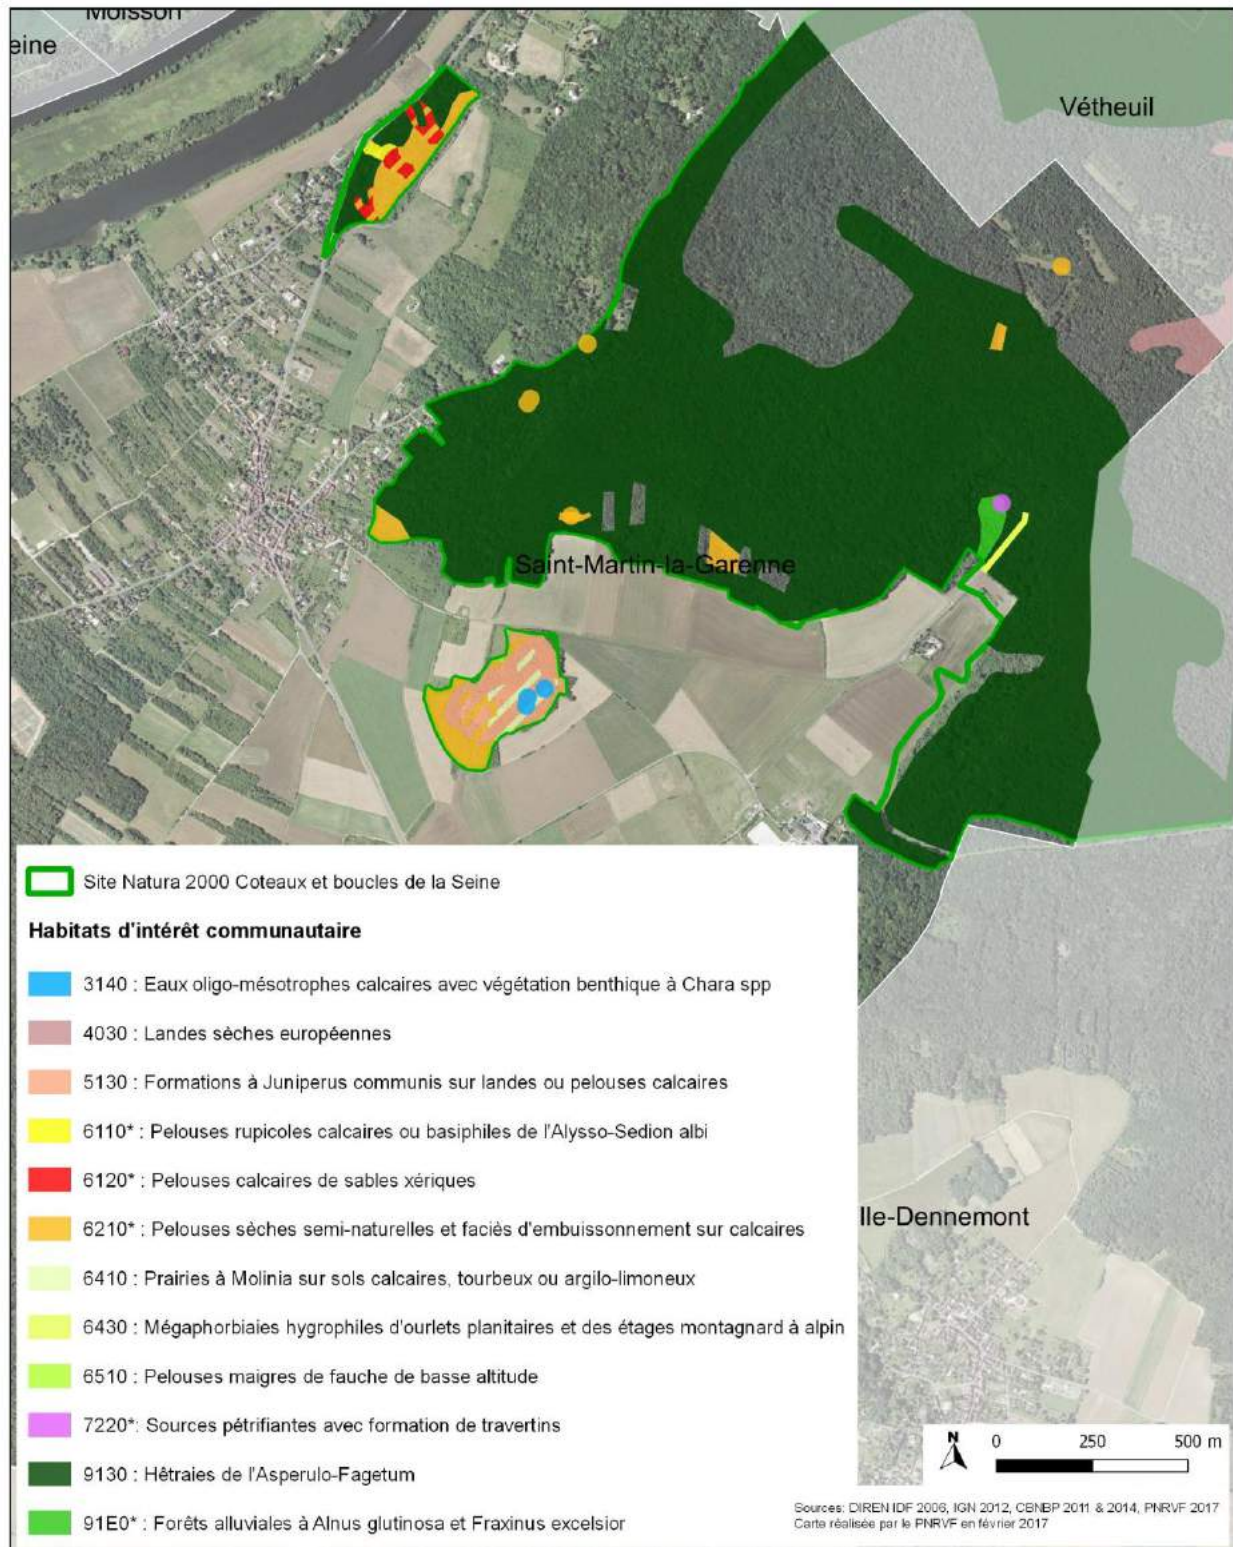 Moisson
eine
Vétheuil
Saint-Martin-la-Garenne
Site Natura 2000 Coteaux et boucles de la Seine
Habitats d'intérêt communautaire
3140 : Eaux oligo-mésotrophes calcaires avec végétation benthique à Chara spp
4030 : Landes sèches européennes
5130 : Formations à Juniperus communis sur landes ou pelouses calcaires
6110* : Pelouses rupicoles calcaires ou basiphiles de l'Alysso-Sedion albi
6120* : Pelouses calcaires de sables xériques
6210* : Pelouses sèches semi-naturelles et faciès d'embuissonnement sur calcaires
lle-Dennemont
6410 : Prairies à Molinia sur sols calcaires, tourbeux ou argilo-limoneux
6430 : Mégaphorbiaies hygrophiles d'ourlets planitaires et des étages montagnard à alpin
6510 : Pelouses maigres de fauche de basse altitude
7220*: Sources pétrifiantes avec formation de travertins
9130 : Hêtraies de l'Asperulo-Fagetum
91E0* : Forêts alluviales à Alnus glutinosa et Fraxinus excelsior
N
0 250 500 m
Sources: DIREN IDF 2006, IGN 2012, CBNBP 2011 & 2014, PNRVF 2017
Carte réalisée par le PNRVF en février 2017